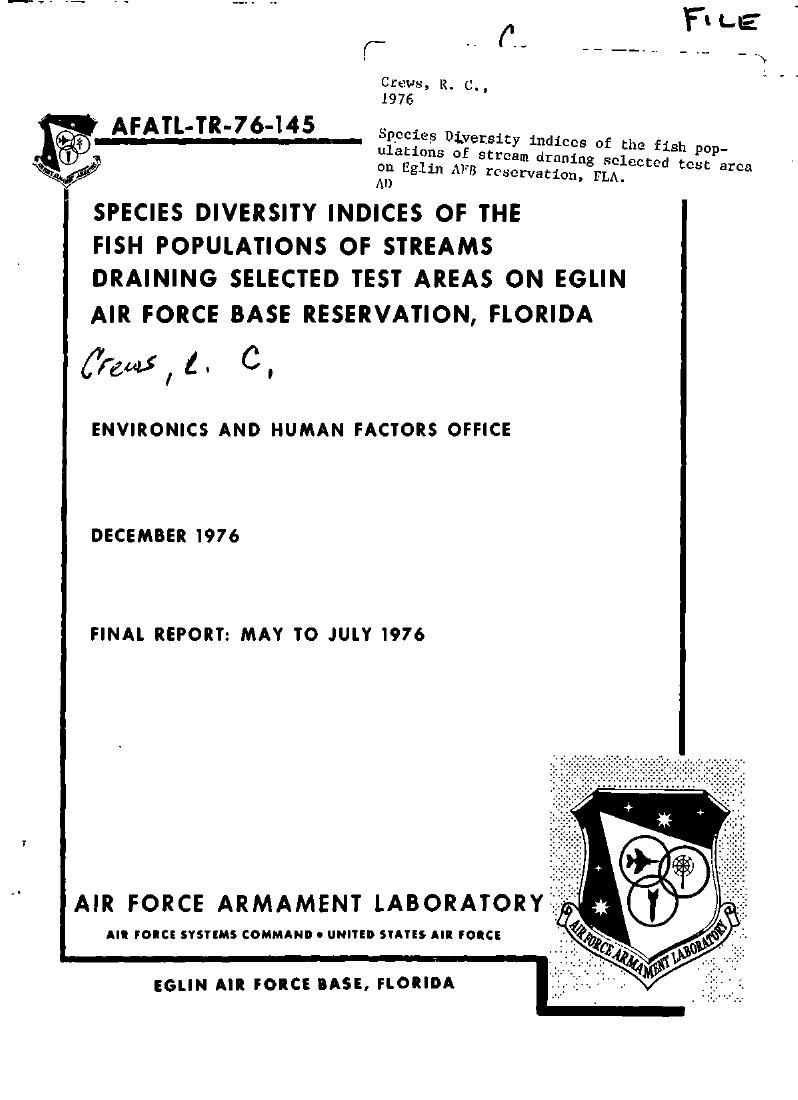 FILE
C.
Crews, R. C.,
1976
Species Diversity indices of the fish pop-
ulations of stream draning selected test area
on Eglin AFB reservation, FLA.
AD
AFATL-TR-76-145
SPECIES DIVERSITY INDICES OF THE
FISH POPULATIONS OF STREAMS
DRAINING SELECTED TEST AREAS ON EGLIN
AIR FORCE BASE RESERVATION, FLORIDA
Crews, R. C,
ENVIRONICS AND HUMAN FACTORS OFFICE
DECEMBER 1976
FINAL REPORT: MAY TO JULY 1976
AIR FORCE ARMAMENT LABORATORY
AIR FORCE SYSTEMS COMMAND • UNITED STATES AIR FORCE
AIR FORCE ARMAMENT LABORATORY
EGLIN AIR FORCE BASE, FLORIDA